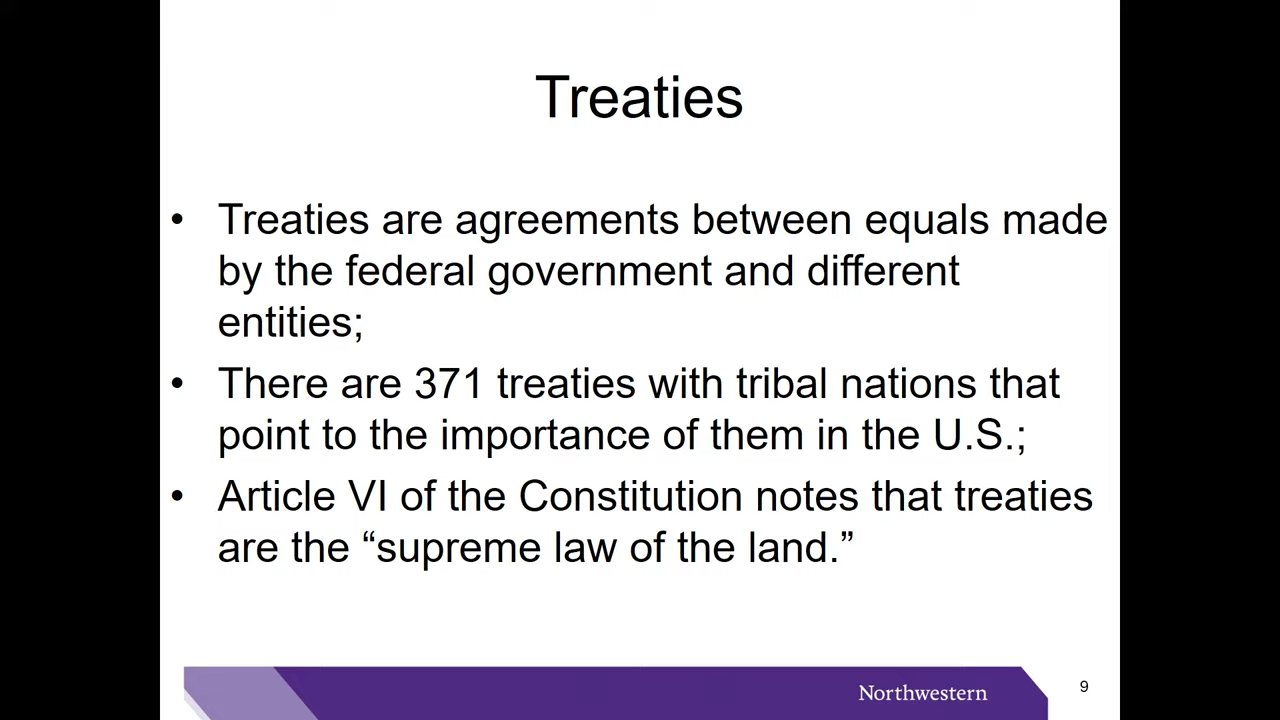 Treaties
• Treaties are agreements between equals made
by the federal government and different
entities;
• There are 371 treaties with tribal nations that
point to the importance of them in the U.S.;
• Article VI of the Constitution notes that treaties
are the “supreme law of the land.”
Northwestern
9